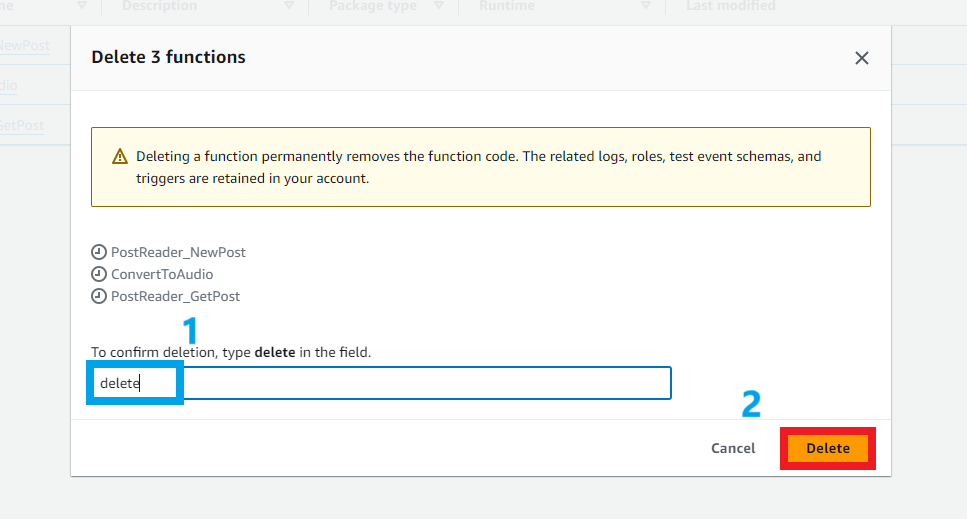 Description Package type Runtime Last modified
NewPost
GetPost
Delete 3 functions
Deleting a function permanently removes the function code. The related logs, roles, test event schemas, and
triggers are retained in your account.
PostReader_NewPost
ConvertToAudio
PostReader_GetPost
1
To confirm deletion, type delete in the field.
delete
2
Cancel Delete